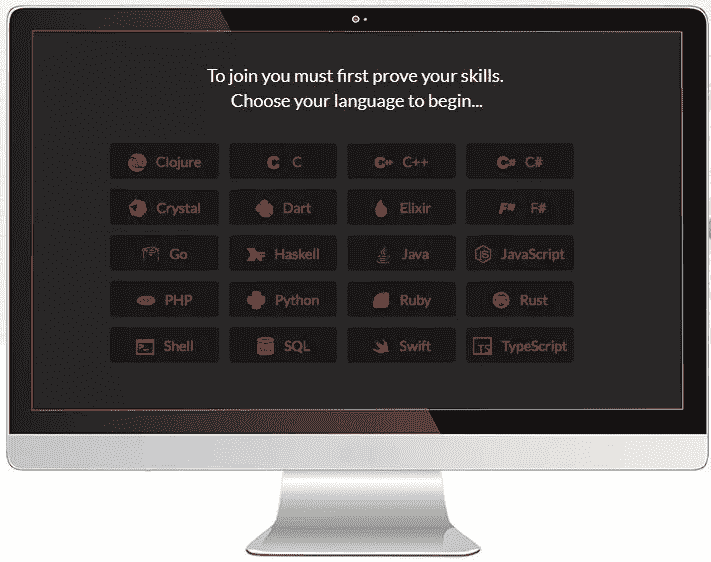 To join you must first prove your skills.
Choose your language to begin...
Clojure C C++ C#
Crystal Dart Elixir F#
Go Haskell Java JavaScript
PHP Python Ruby Rust
Shell SQL Swift TypeScript